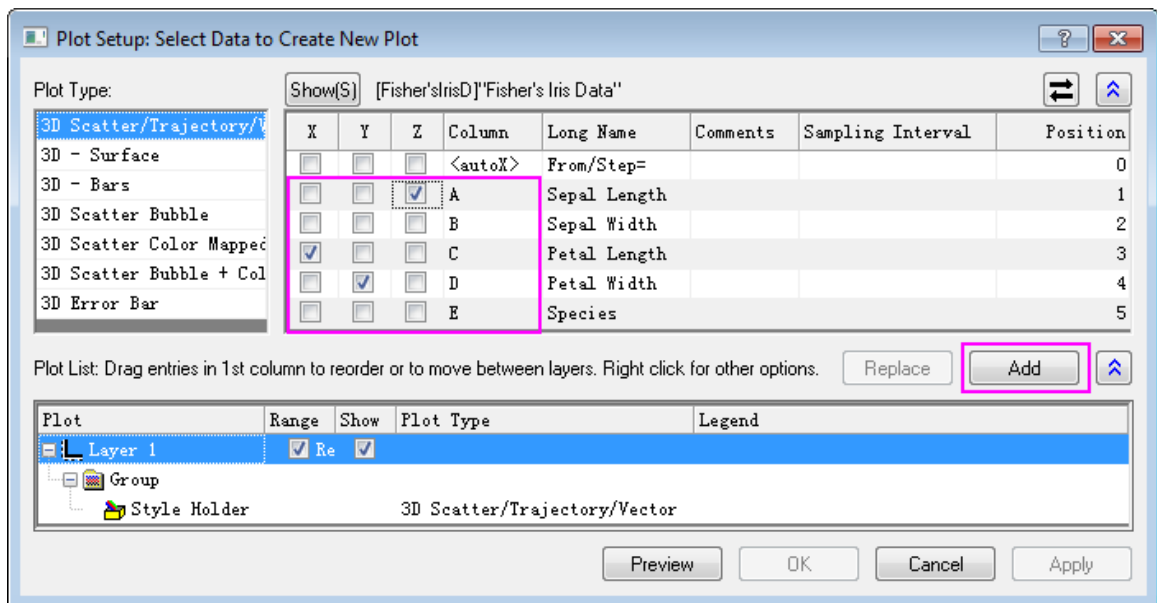 Plot Setup: Select Data to Create New Plot
Plot Type:
Show(S) [Fisher'sIrisD]"Fisher's Iris Data"
3D Scatter/Trajectory/V
3D - Surface
3D - Bars
3D Scatter Bubble
3D Scatter Color Mapped
3D Scatter Bubble + Col
3D Error Bar
X Y Z Column Long Name Comments Sampling Interval Position
<autoX> From/Step= 0
A Sepal Length 1
B Sepal Width 2
C Petal Length 3
D Petal Width 4
E Species 5
Plot List: Drag entries in 1st column to reorder or to move between layers. Right click for other options. Replace Add
Plot Range Show Plot Type Legend
Layer 1 Re
Group
Style Holder 3D Scatter/Trajectory/Vector
Preview OK Cancel Apply